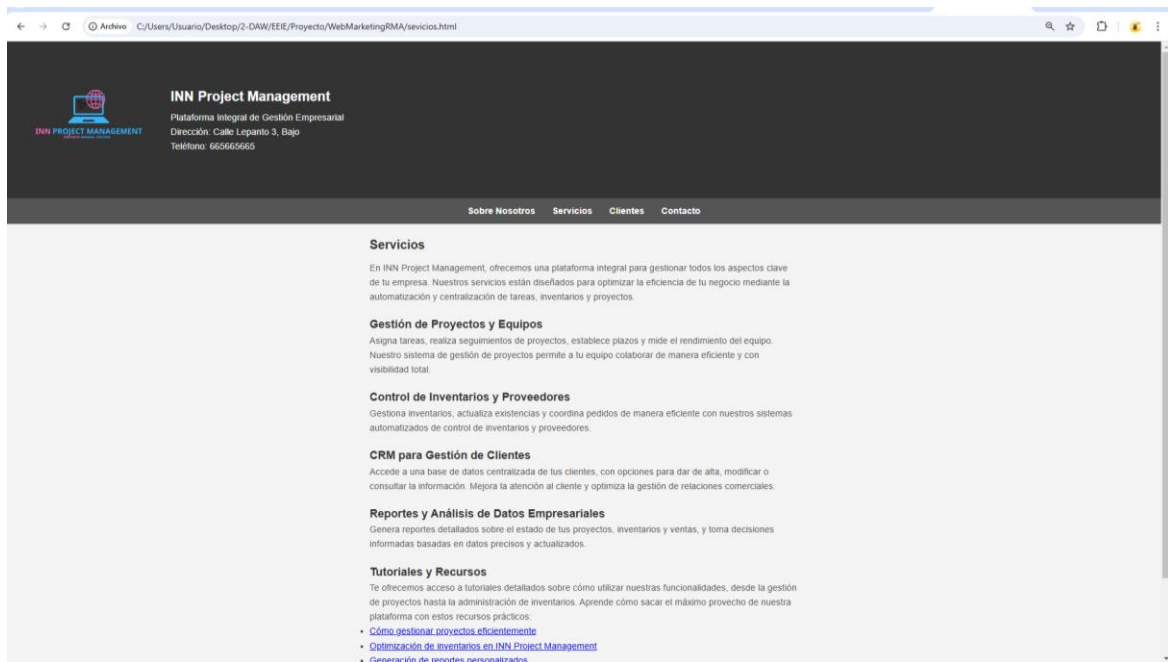 Archivo C:/Users/Usuario/Desktop/2-DAW/EEIE/Proyecto/WebMarketingRMA/sevicios.html
INN PROJECT MANAGEMENT
INN Project Management
Plataforma Integral de Gestión Empresarial
Dirección: Calle Lepanto 3, Bajo
Teléfono: 665665665
Sobre Nosotros Servicios Clientes Contacto
Servicios
En INN Project Management, ofrecemos una plataforma integral para gestionar todos los aspectos clave
de tu empresa. Nuestros servicios están diseñados para optimizar la eficiencia de tu negocio mediante la
automatización y centralización de tareas, inventarios y proyectos.
Gestión de Proyectos y Equipos
Asigna tareas, realiza seguimientos de proyectos, establece plazos y mide el rendimiento del equipo.
Nuestro sistema de gestión de proyectos permite a tu equipo colaborar de manera eficiente y con
visibilidad total.
Control de Inventarios y Proveedores
Gestiona inventarios, actualiza existencias y coordina pedidos de manera eficiente con nuestros sistemas
automatizados de control de inventarios y proveedores.
CRM para Gestión de Clientes
Accede a una base de datos centralizada de tus clientes, con opciones para dar de alta, modificar o
consultar la información. Mejora la atención al cliente y optimiza la gestión de relaciones comerciales.
Reportes y Análisis de Datos Empresariales
Genera reportes detallados sobre el estado de tus proyectos, inventarios y ventas, y toma decisiones
informadas basadas en datos precisos y actualizados.
Tutoriales y Recursos
Te ofrecemos acceso a tutoriales detallados sobre cómo utilizar nuestras funcionalidades, desde la gestión
de proyectos hasta la administración de inventarios. Aprende cómo sacar el máximo provecho de nuestra
plataforma con estos recursos prácticos:
• Cómo gestionar proyectos eficientemente
• Optimización de inventarios en INN Project Management
• Generación de reportes personalizados